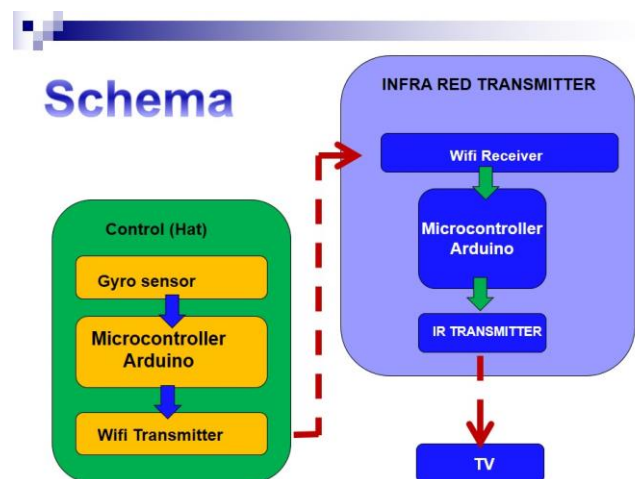 Schema
Control (Hat)
Gyro sensor
Microcontroller
Arduino
Wifi Transmitter
INFRA RED TRANSMITTER
Wifi Receiver
Microcontroller
Arduino
IR TRANSMITTER
TV